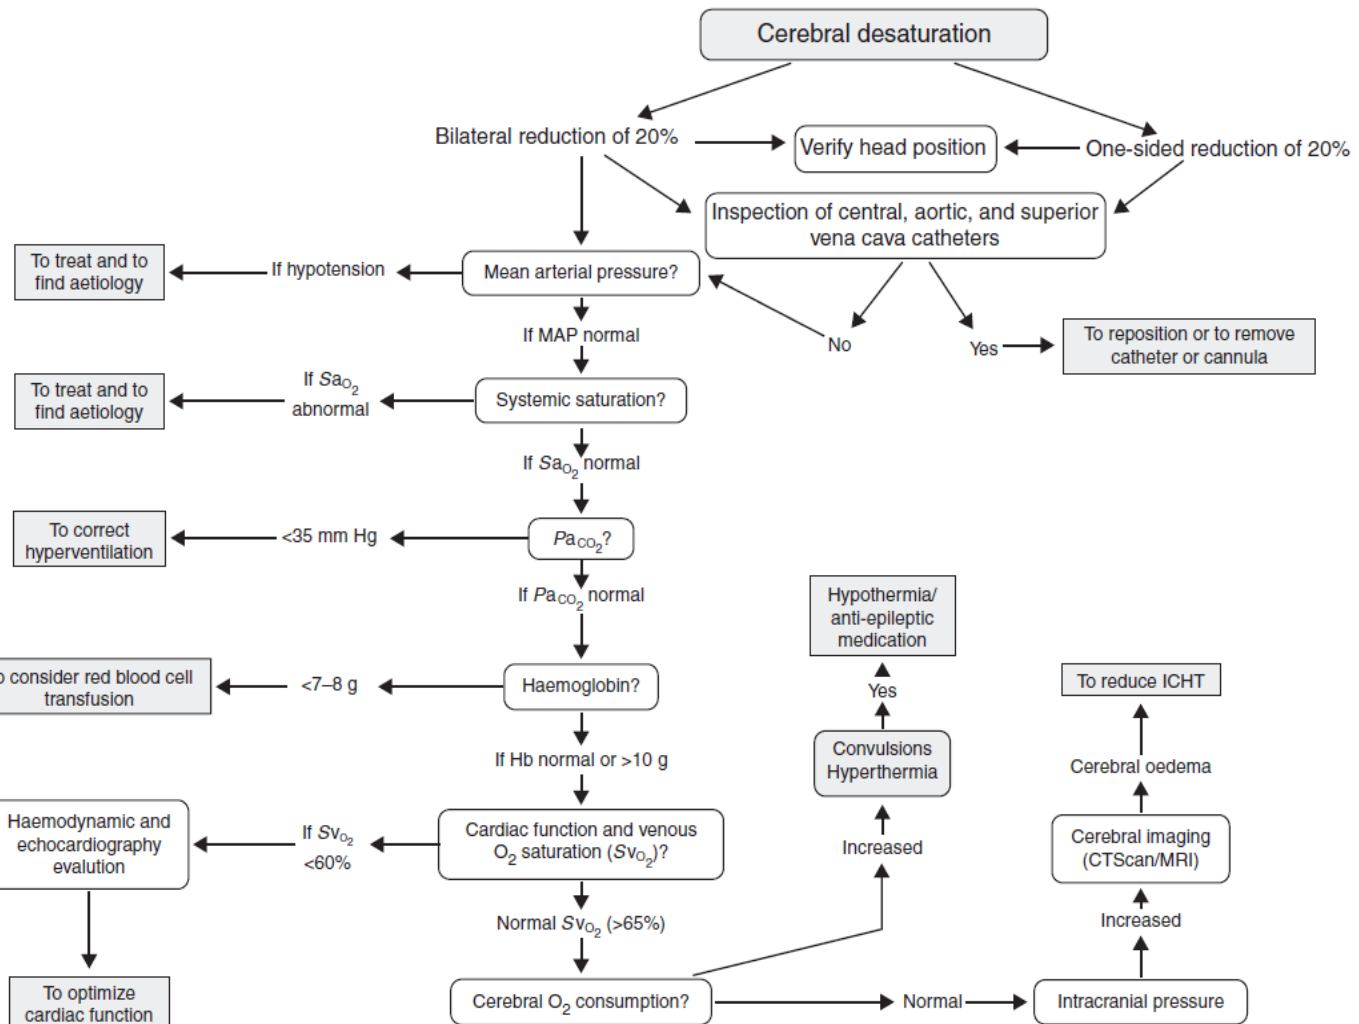 Cerebral desaturation
Bilateral reduction of 20%
Verify head position
One-sided reduction of 20%
Inspection of central, aortic, and superior
vena cava catheters
To treat and to
find aetiology
If hypotension
Mean arterial pressure?
No
Yes
To reposition or to remove
catheter or cannula
If MAP normal
To treat and to
find aetiology
If SaO2
abnormal
Systemic saturation?
If SaO2 normal
To correct
hyperventilation
<35 mm Hg
PaCO2?
If PaCO2 normal
consider red blood cell
transfusion
<7–8 g
Haemoglobin?
If Hb normal or >10 g
Haemodynamic and
echocardiography
evalution
If SvO2
<60%
Cardiac function and venous
O2 saturation (SvO2)?
Normal SvO2 (>65%)
To optimize
cardiac function
Cerebral O2 consumption?
Hypothermia/
anti-epileptic
medication
Yes
Convulsions
Hyperthermia
Increased
Normal
To reduce ICHT
Cerebral oedema
Cerebral imaging
(CTScan/MRI)
Increased
Intracranial pressure